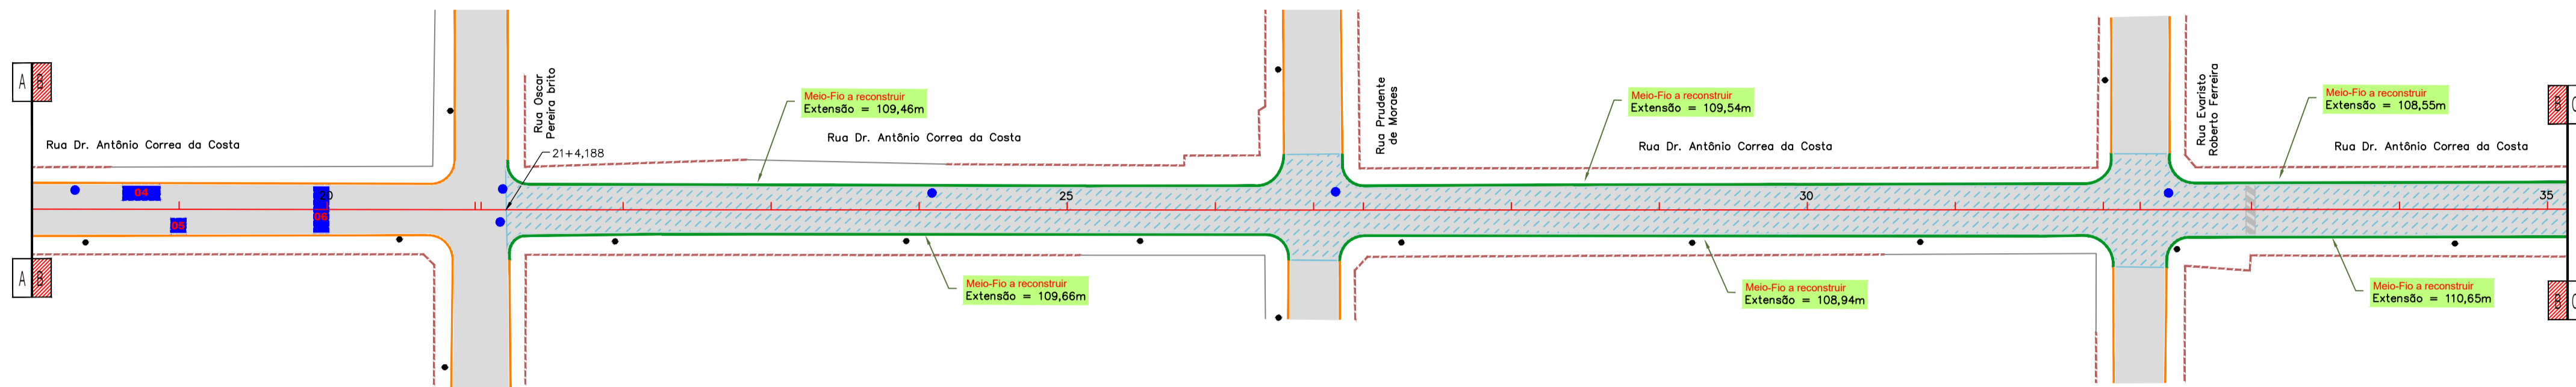 A B
Rua Dr. Antônio Correa da Costa
04
05
20
06
A B
Rua Oscar
Pereira brito
21+4,188
Meio-Fio a reconstruir
Extensão = 109,46m
Rua Dr. Antônio Correa da Costa
25
Meio-Fio a reconstruir
Extensão = 109,66m
Rua Prudente
de Moraes
Meio-Fio a reconstruir
Extensão = 109,54m
Rua Dr. Antônio Correa da Costa
30
Meio-Fio a reconstruir
Extensão = 108,94m
Rua Evaristo
Roberto Ferreira
Meio-Fio a reconstruir
Extensão = 108,55m
Rua Dr. Antônio Correa da Costa
35
Meio-Fio a reconstruir
Extensão = 110,65m
B
B